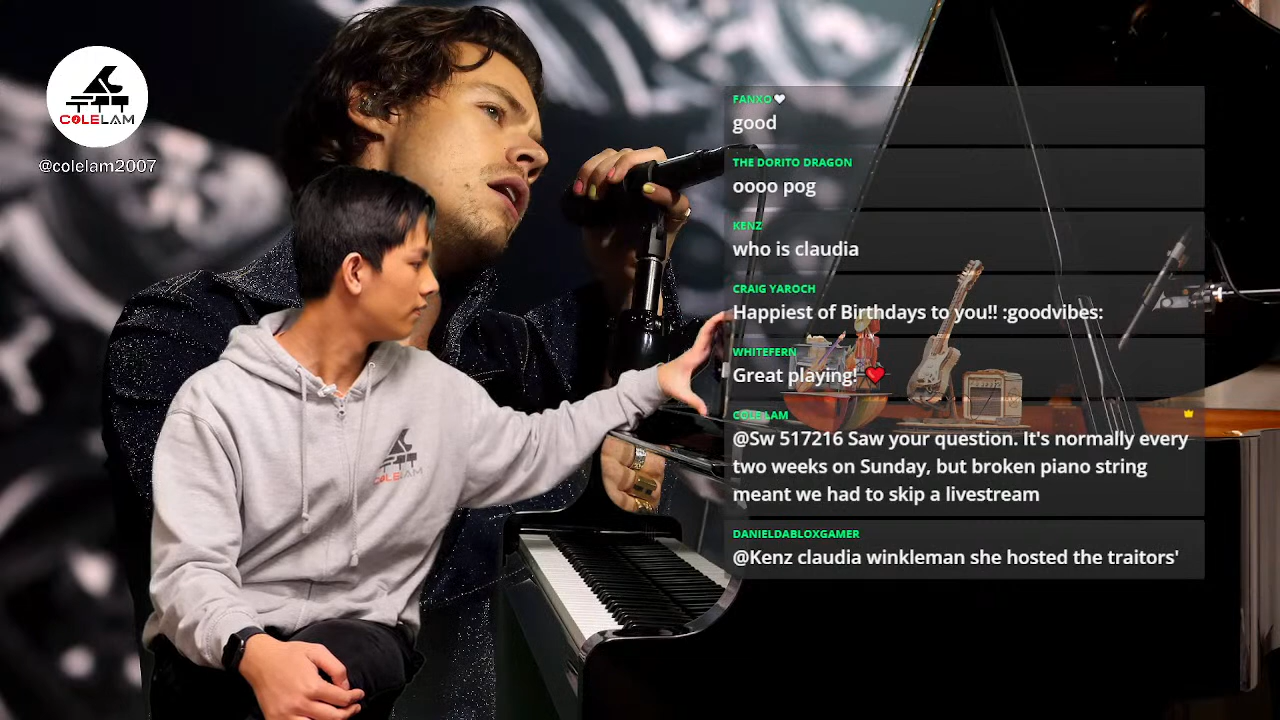 COLELAM
@colelam2007
FANXO🤍
good
THE DORITO DRAGON
oooo pog
KENZ
who is claudia
CRAIG YAROCH
Happiest of Birthdays to you!! :goodvibes:
WHITEFERN
Great playing! ❤️
COLE LAM
@Sw 517216 Saw your question. It's normally every
two weeks on Sunday, but broken piano string
meant we had to skip a livestream
DANIELDABLOXGAMER
@Kenz claudia winkleman she hosted the traitors'
COLELAM